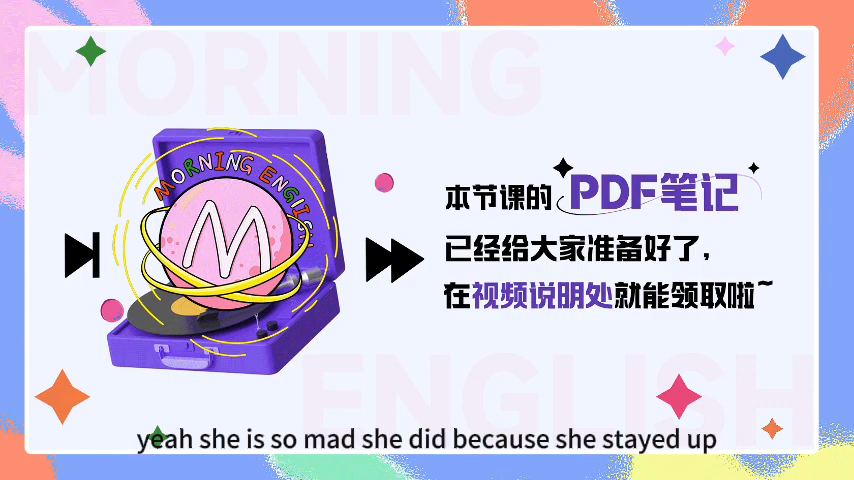 MORNING
MORNING ENGLISH
M
本节课的 PDF笔记
已经给大家准备好了，
在视频说明处就能领取啦~
ENGLISH
yeah she is so mad she did because she stayed up